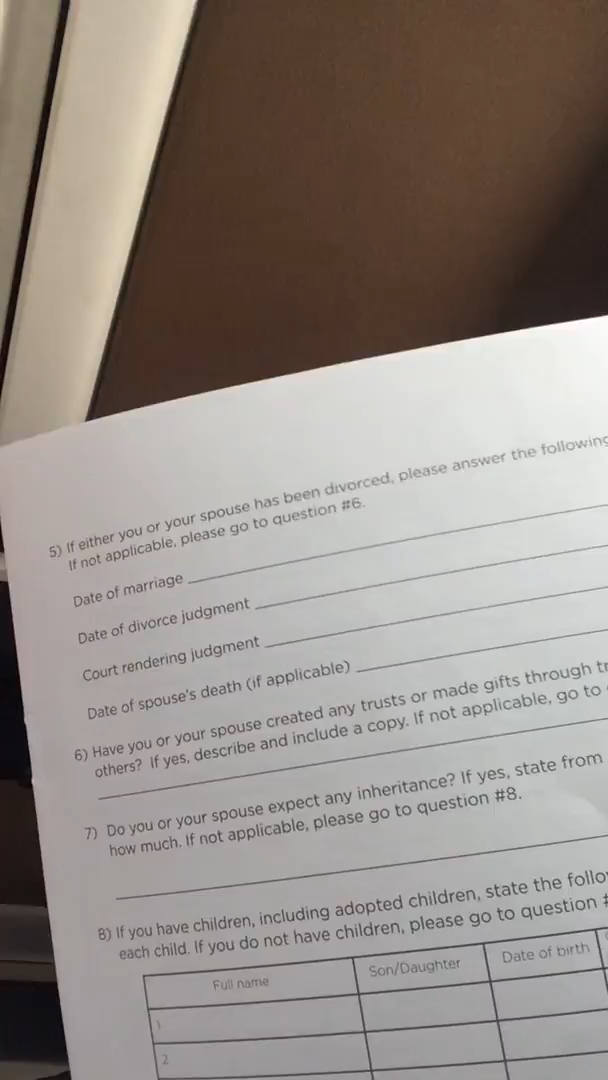 5) If either you or your spouse has been divorced, please answer the following
If not applicable, please go to question #6.
Date of marriage
Date of divorce judgment
Court rendering judgment
Date of spouse's death (if applicable)
6) Have you or your spouse created any trusts or made gifts through
others? If yes, describe and include a copy. If not applicable, go to
7) Do you or your spouse expect any inheritance? If yes, state from
how much. If not applicable, please go to question #8.
8) If you have children, including adopted children, state the
each child. If you do not have children, please go to question
Full name Son/Daughter Date of birth
1
2